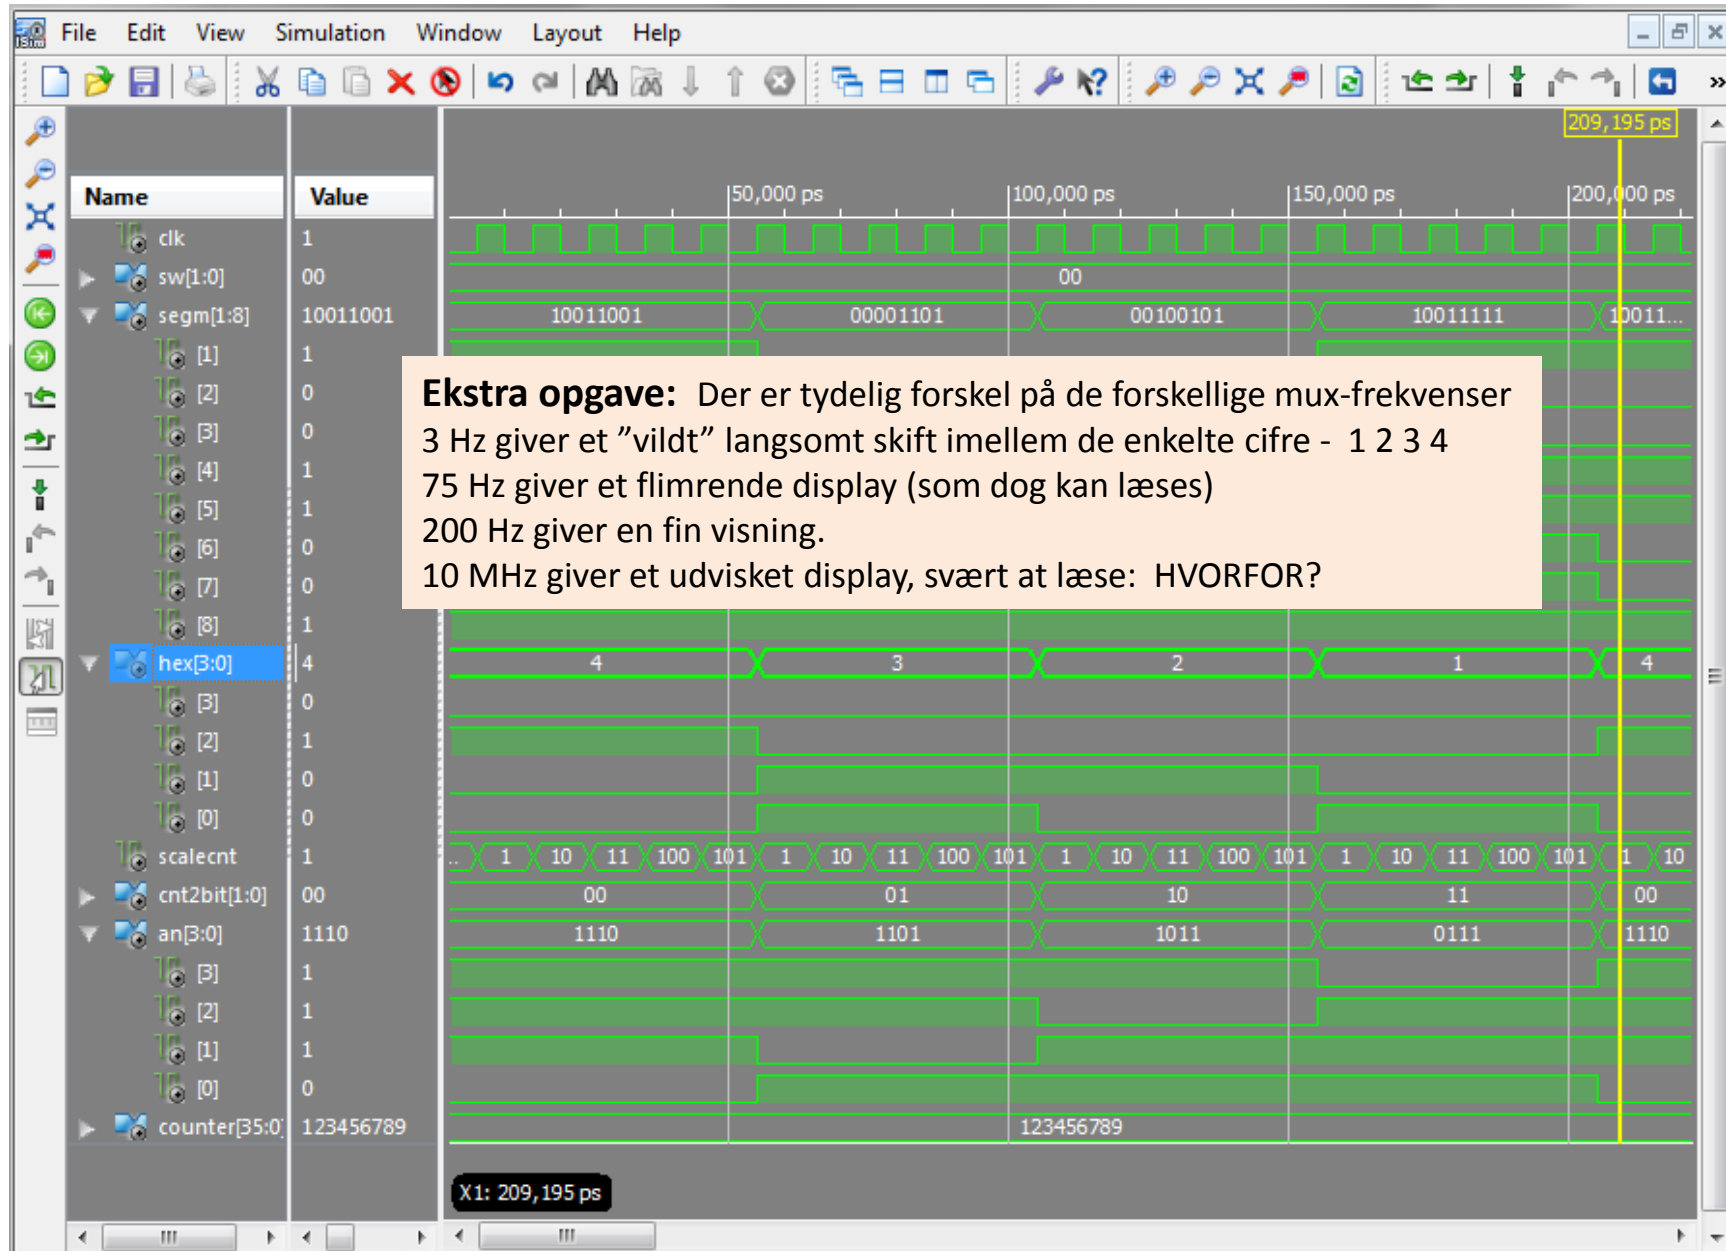 iSim File Edit View Simulation Window Layout Help
209,195 ps
Name Value
50,000 ps 100,000 ps 150,000 ps 200,000 ps
clk 1
sw[1:0] 00 00
segm[1:8] 10011001 10011001 00001101 00100101 10011111 10011...
[1] 1
[2] 0
[3] 0
[4] 1
[5] 1
[6] 0
[7] 0
[8] 1
Ekstra opgave: Der er tydelig forskel på de forskellige mux-frekvenser
3 Hz giver et ”vildt” langsomt skift imellem de enkelte cifre - 1 2 3 4
75 Hz giver et flimrende display (som dog kan læses)
200 Hz giver en fin visning.
10 MHz giver et udvisket display, svært at læse: HVORFOR?
hex[3:0] 4 4 3 2 1 4
[3] 0
[2] 1
[1] 0
[0] 0
scalecnt 1 .. 1 10 11 100 101 1 10 11 100 101 1 10 11 100 101 1 10 11 100 101 1 10
cnt2bit[1:0] 00 00 01 10 11 00
an[3:0] 1110 1110 1101 1011 0111 1110
[3] 1
[2] 1
[1] 1
[0] 0
counter[35:0] 123456789 123456789
X1: 209,195 ps